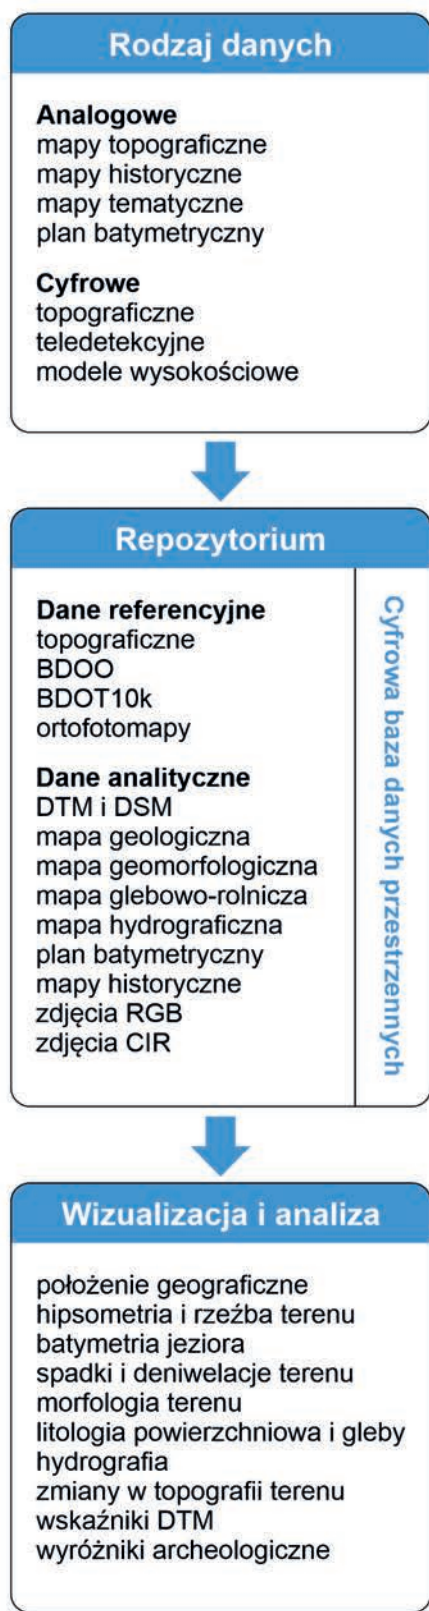 Rodzaj danych
Analogowe
mapy topograficzne
mapy historyczne
mapy tematyczne
plan batymetryczny
Cyfrowe
topograficzne
teledetekcyjne
modele wysokościowe
Repozytorium
Dane referencyjne
topograficzne
BDOO
BDOT10k
ortofotomapy
Dane analityczne
DTM i DSM
mapa geologiczna
mapa geomorfologiczna
mapa glebowo-rolnicza
mapa hydrograficzna
plan batymetryczny
mapy historyczne
zdjęcia RGB
zdjęcia CIR
Cyfrowa baza danych przestrzennych
Wizualizacja i analiza
położenie geograficzne
hipsometria i rzeźba terenu
batymetria jeziora
spadki i deniwelacje terenu
morfologia terenu
litologia powierzchniowa i gleby
hydrografia
zmiany w topografii terenu
wskaźniki DTM
wyróżniki archeologiczne